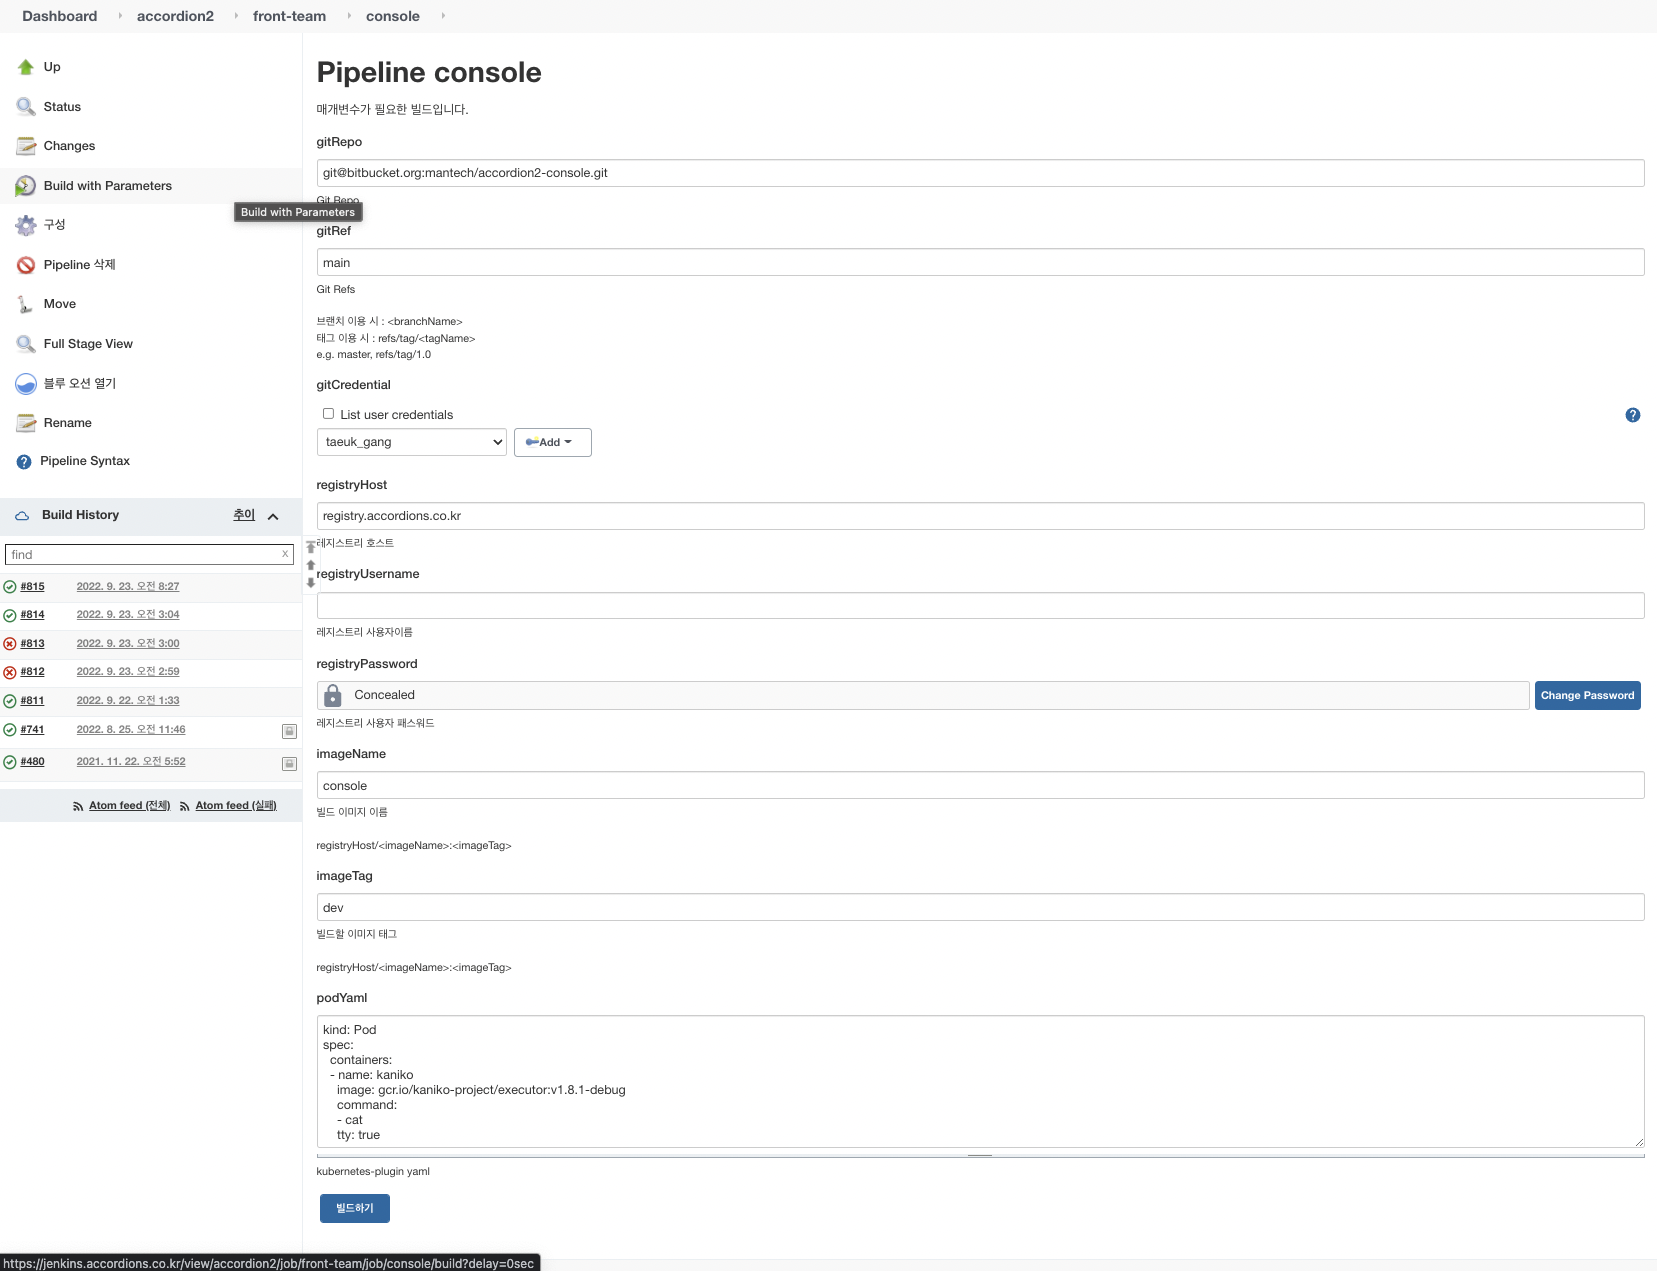 Dashboard accordion2 front-team console
Up
Status
Changes
Build with Parameters
Build with Parameters
구성
Pipeline 삭제
Move
Full Stage View
블루 오션 열기
Rename
Pipeline Syntax
Build History 추이
find x
#815 2022. 9. 23. 오전 8:27
#814 2022. 9. 23. 오전 3:04
#813 2022. 9. 23. 오전 3:00
#812 2022. 9. 23. 오전 2:59
#811 2022. 9. 22. 오전 1:33
#741 2022. 8. 25. 오전 11:46
#480 2021. 11. 22. 오전 5:52
Atom feed (전체) Atom feed (실패)
Pipeline console
매개변수가 필요한 빌드입니다.
gitRepo
git@bitbucket.org:mantech/accordion2-console.git
Git Repo
gitRef
main
Git Refs
브랜치 이용 시 : <branchName>
태그 이용 시 : refs/tag/<tagName>
e.g. master, refs/tag/1.0
gitCredential
List user credentials
taeuk_gang Add
registryHost
registry.accordions.co.kr
레지스트리 호스트
registryUsername
레지스트리 사용자이름
registryPassword
Concealed Change Password
레지스트리 사용자 패스워드
imageName
console
빌드 이미지 이름
registryHost/<imageName>:<imageTag>
imageTag
dev
빌드할 이미지 태그
registryHost/<imageName>:<imageTag>
podYaml
kind: Pod
spec:
containers:
- name: kaniko
image: gcr.io/kaniko-project/executor:v1.8.1-debug
command:
- cat
tty: true
kubernetes-plugin yaml
빌드하기
https://jenkins.accordions.co.kr/view/accordion2/job/front-team/job/console/build?delay=0sec